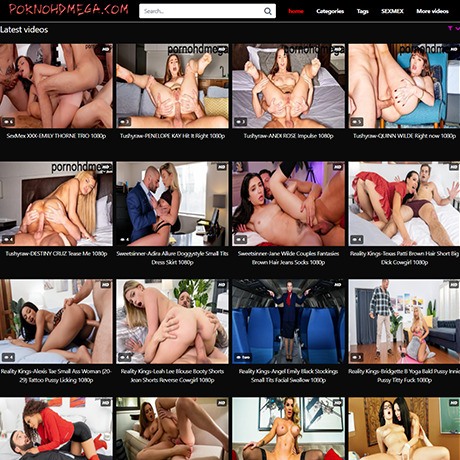 PORNOHDMEGA.COM
Search...
Home
Categories
Tags
SEXMEX
More videos
Latest videos
HD
pornohdmega
pornohdmega
pornohdmega
SexMex XXX-EMILY THORNE TRIO 1080p
Tushyraw-PENELOPE KAY Hit It Right 1080p
Tushyraw-ANDI ROSE Impulse 1080p
Tushyraw-QUINN WILDE Right now 1080p
pornohdme
HD
HD
HD
Tushyraw-DESTINY CRUZ Tease Me 1080p
Sweetsinner-Adira Allure Doggystyle Small Tits
Dress Skirt 1080p
Sweetsinner-Jane Wilde Couples Fantasies
Brown Hair Jeans Socks 1080p
Reality Kings-Texas Patti Brown Hair Short Big
Dick Cowgirl 1080p
HD
HD
HD
HD
Reality Kings-Alexis Tae Small Ass Woman (20-
29) Tattoo Pussy Licking 1080p
Reality Kings-Leah Lee Blouse Booty Shorts
Jean Shorts Reverse Cowgirl 1080p
Reality Kings-Angel Emily Black Stockings
Small Tits Facial Swallow 1080p
Reality Kings-Bridgette B Yoga Bald Pussy Innie
Pussy Titty Fuck 1080p
HD
HD
HD
HD